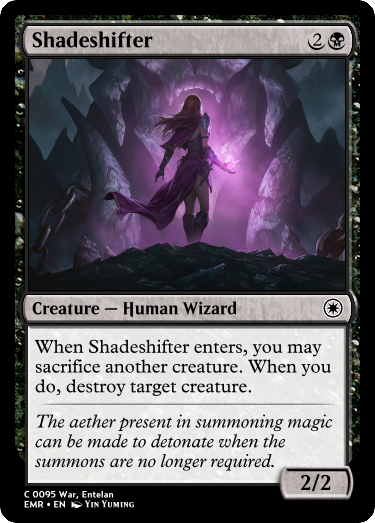 Shadeshifter 2
Creature — Human Wizard
When Shadeshifter enters, you may
sacrifice another creature. When you
do, destroy target creature.
The aether present in summoning magic
can be made to detonate when the
summons are no longer required.
2/2
C 0095 War, Entelan
EMR • EN Yin Yuming